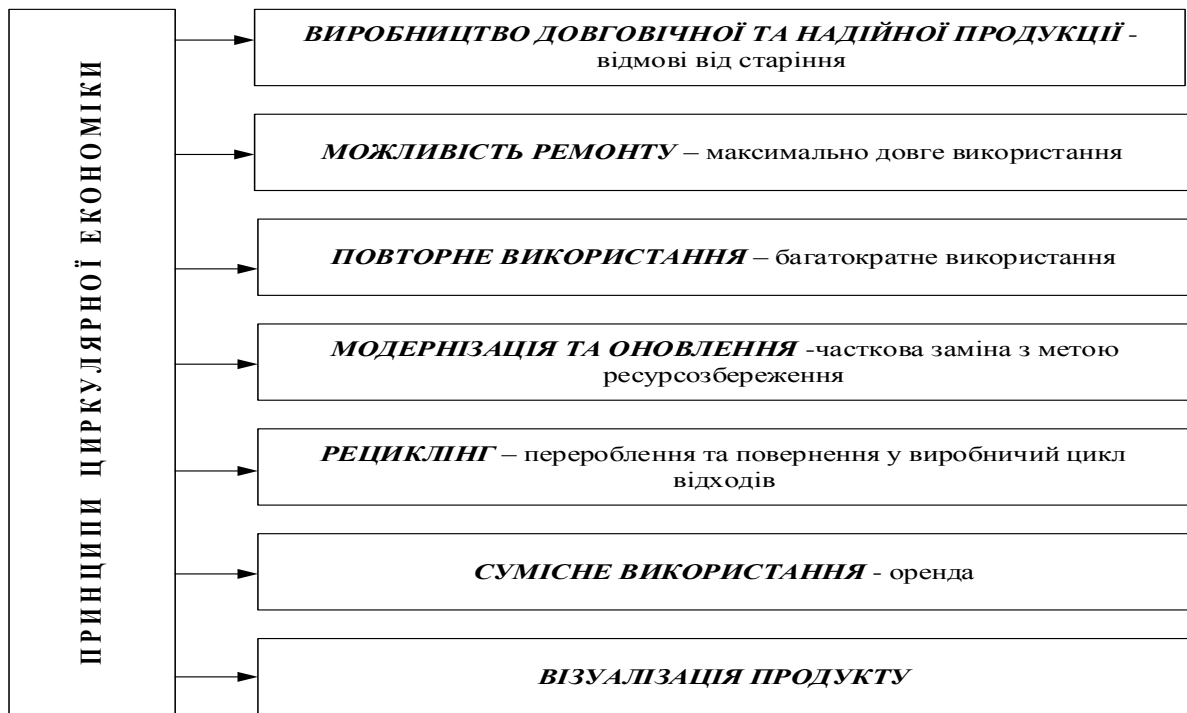 ПРИНЦИПИ ЦИРКУЛЯРНОЇ ЕКОНОМІКИ
ВИРОБНИЦТВО ДОВГОВІЧНОЇ ТА НАДІЙНОЇ ПРОДУКЦІЇ -
відмові від старіння
МОЖЛИВІСТЬ РЕМОНТУ – максимально довге використання
ПОВТОРНЕ ВИКОРИСТАННЯ – багатократне використання
МОДЕРНІЗАЦІЯ ТА ОНОВЛЕННЯ -часткова заміна з метою
ресурсозбереження
РЕЦИКЛІНГ – перероблення та повернення у виробничий цикл
відходів
СУМІСНЕ ВИКОРИСТАННЯ - оренда
ВІЗУАЛІЗАЦІЯ ПРОДУКТУ